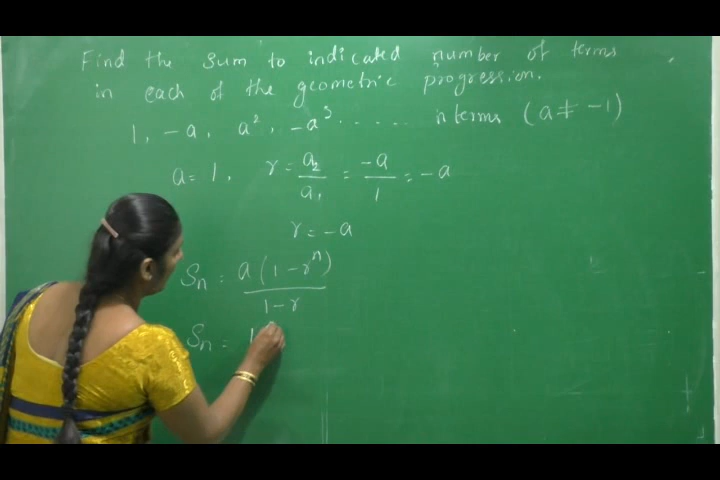 Find the sum to indicated number of terms
in each of the geometric progression.
1, -a, a², -a³ ..... n terms (a ≠ -1)
a = 1, r = a₂/a₁ = -a/1 = -a
r = -a
Sₙ = a(1-rⁿ)/1-r
Sₙ = 1